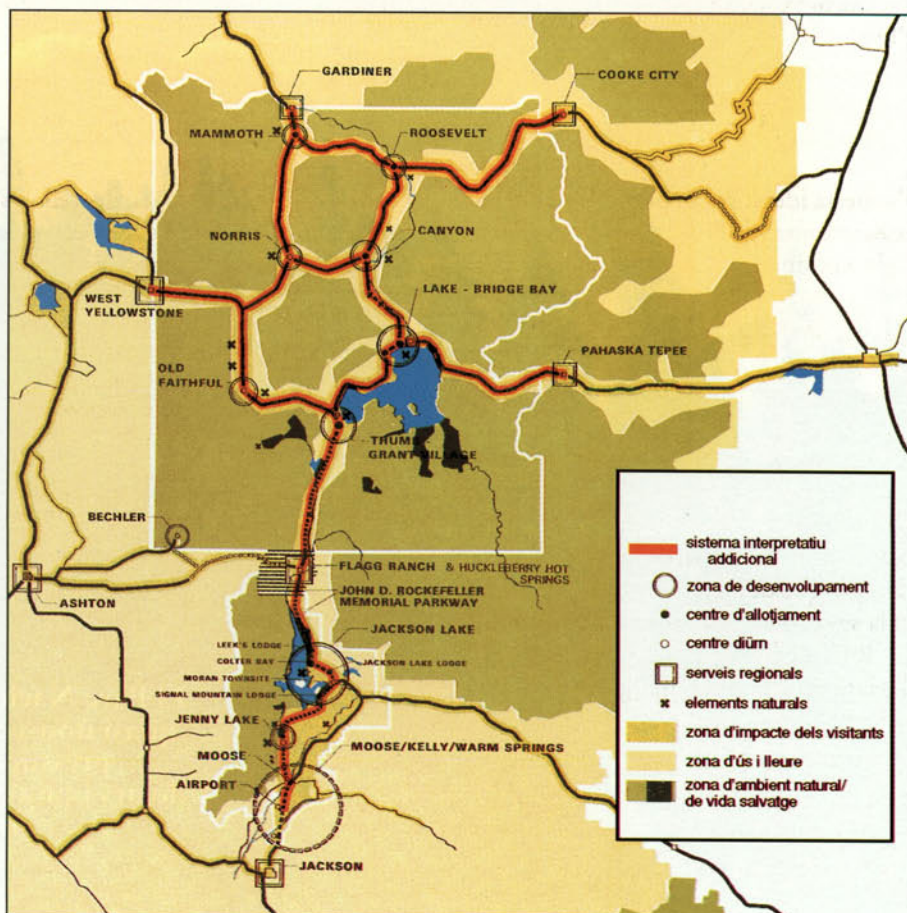 GARDINER
COOKE CITY
MAMMOTH
ROOSEVELT
NORRIS
CANYON
LAKE - BRIDGE BAY
WEST
YELLOWSTONE
PAHASKA TEPEE
OLD
FAITHFUL
THUMB
GRANT VILLAGE
BECHLER
FLAGG RANCH & HUCKLEBERRY HOT
SPRINGS
ASHTON
JOHN D. ROCKEFELLER
MEMORIAL PARKWAY
JACKSON LAKE
LEEK'S LODGE
COLTER BAY
JACKSON LAKE LODGE
MORAN TOWNSITE
SIGNAL MOUNTAIN LODGE
JENNY LAKE
MOOSE
MOOSE/KELLY/WARM SPRINGS
AIRPORT
JACKSON
sistema interpretatiu
addicional
zona de desenvolupament
centre d'allotjament
centre diürn
serveis regionals
elements naturals
zona d'impacte dels visitants
zona d'ús i lleure
zona d'ambient natural/
de vida salvatge